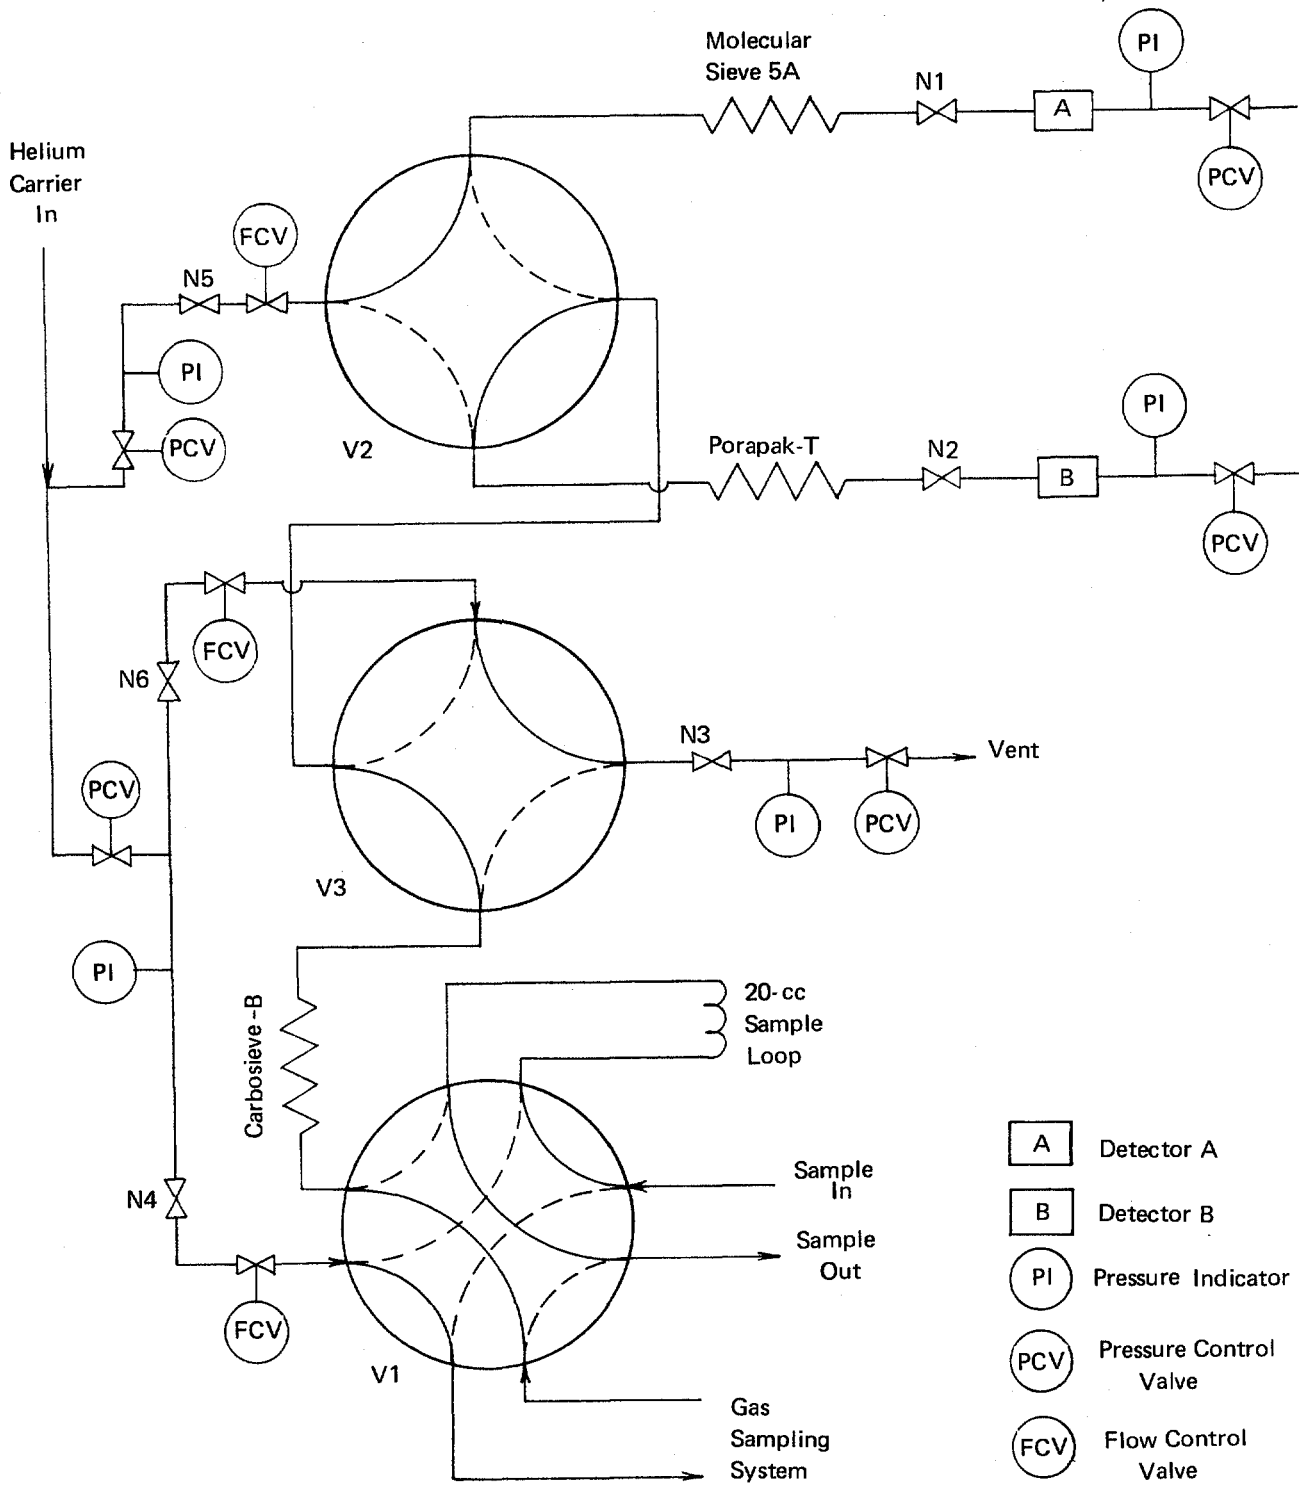 Molecular
Sieve 5A
N1
A
PI
PCV
Helium
Carrier
In
FCV
N5
PI
PCV
V2
Porapak-T
N2
B
PI
PCV
FCV
N6
N3
Vent
PI
PCV
PCV
V3
PI
Carbosieve-B
20-cc
Sample
Loop
N4
FCV
V1
Sample
In
Sample
Out
Gas
Sampling
System
A Detector A
B Detector B
PI Pressure Indicator
PCV Pressure Control
Valve
FCV Flow Control
Valve